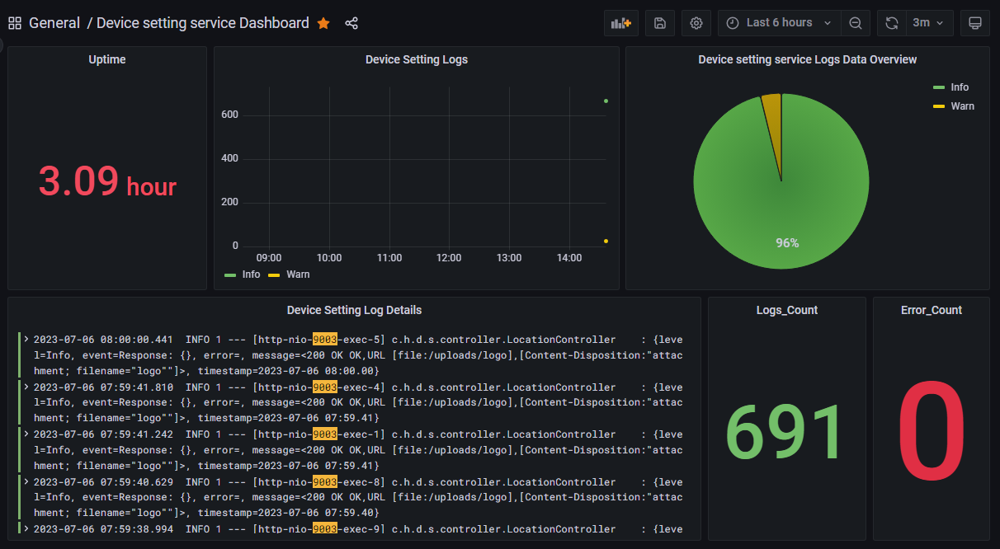 General / Device setting service Dashboard
Last 6 hours
3m
Uptime
3.09 hour
Device Setting Logs
600
400
200
0
09:00 10:00 11:00 12:00 13:00 14:00
Info Warn
Device setting service Logs Data Overview
Info
Warn
96%
Device Setting Log Details
2023-07-06 08:00:00.441 INFO 1 --- [http-nio-9003-exec-5] c.h.d.s.controller.LocationController : {leve
l=Info, event=Response: {}, error=, message=<200 OK OK,URL [file:/uploads/logo],[Content-Disposition:"attac
hment; filename="logo""]>, timestamp=2023-07-06 08:00.00}
2023-07-06 07:59:41.810 INFO 1 --- [http-nio-9003-exec-4] c.h.d.s.controller.LocationController : {leve
l=Info, event=Response: {}, error=, message=<200 OK OK,URL [file:/uploads/logo],[Content-Disposition:"attac
hment; filename="logo""]>, timestamp=2023-07-06 07:59.41}
2023-07-06 07:59:41.242 INFO 1 --- [http-nio-9003-exec-1] c.h.d.s.controller.LocationController : {leve
l=Info, event=Response: {}, error=, message=<200 OK OK,URL [file:/uploads/logo],[Content-Disposition:"attac
hment; filename="logo""]>, timestamp=2023-07-06 07:59.41}
2023-07-06 07:59:40.629 INFO 1 --- [http-nio-9003-exec-8] c.h.d.s.controller.LocationController : {leve
l=Info, event=Response: {}, error=, message=<200 OK OK,URL [file:/uploads/logo],[Content-Disposition:"attac
hment; filename="logo""]>, timestamp=2023-07-06 07:59.40}
2023-07-06 07:59:38.994 INFO 1 --- [http-nio-9003-exec-9] c.h.d.s.controller.LocationController : {leve
Logs_Count
691
Error_Count
0